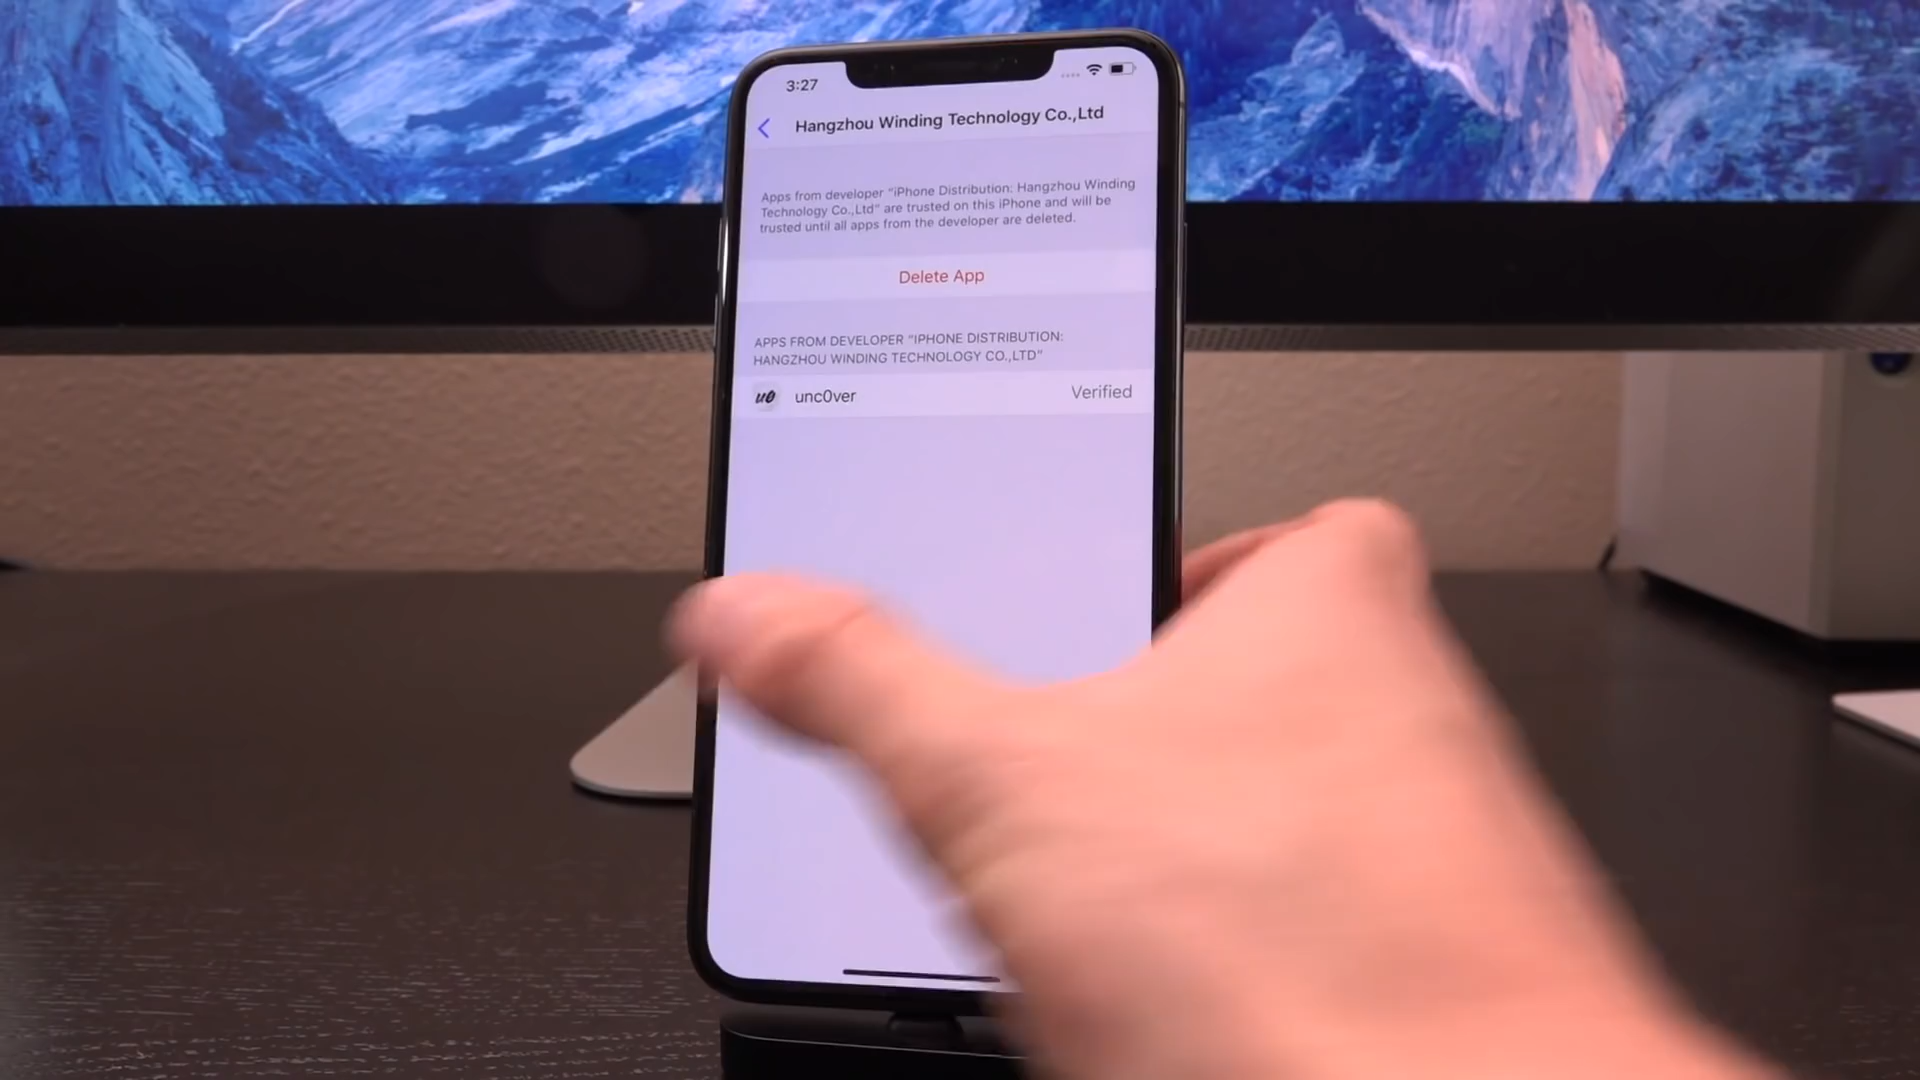 3:27
Hangzhou Winding Technology Co.,Ltd
Apps from developer “iPhone Distribution: Hangzhou Winding
Technology Co.,Ltd” are trusted on this iPhone and will be
trusted until all apps from the developer are deleted.
Delete App
APPS FROM DEVELOPER “IPHONE DISTRIBUTION:
HANGZHOU WINDING TECHNOLOGY CO.,LTD”
u0 unc0ver Verified